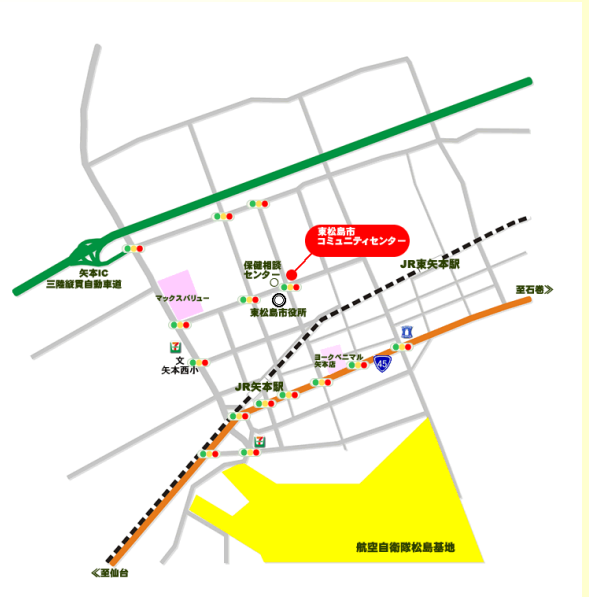 東松島市
コミュニティセンター
保健相談
センター
JR東矢本駅
矢本IC
三陸縦貫自動車道
マックスバリュー
東松島市役所
至石巻≫
7
文
矢本西小
ヨークベニマル
矢本店
45
JR矢本駅
7
航空自衛隊松島基地
≪至仙台